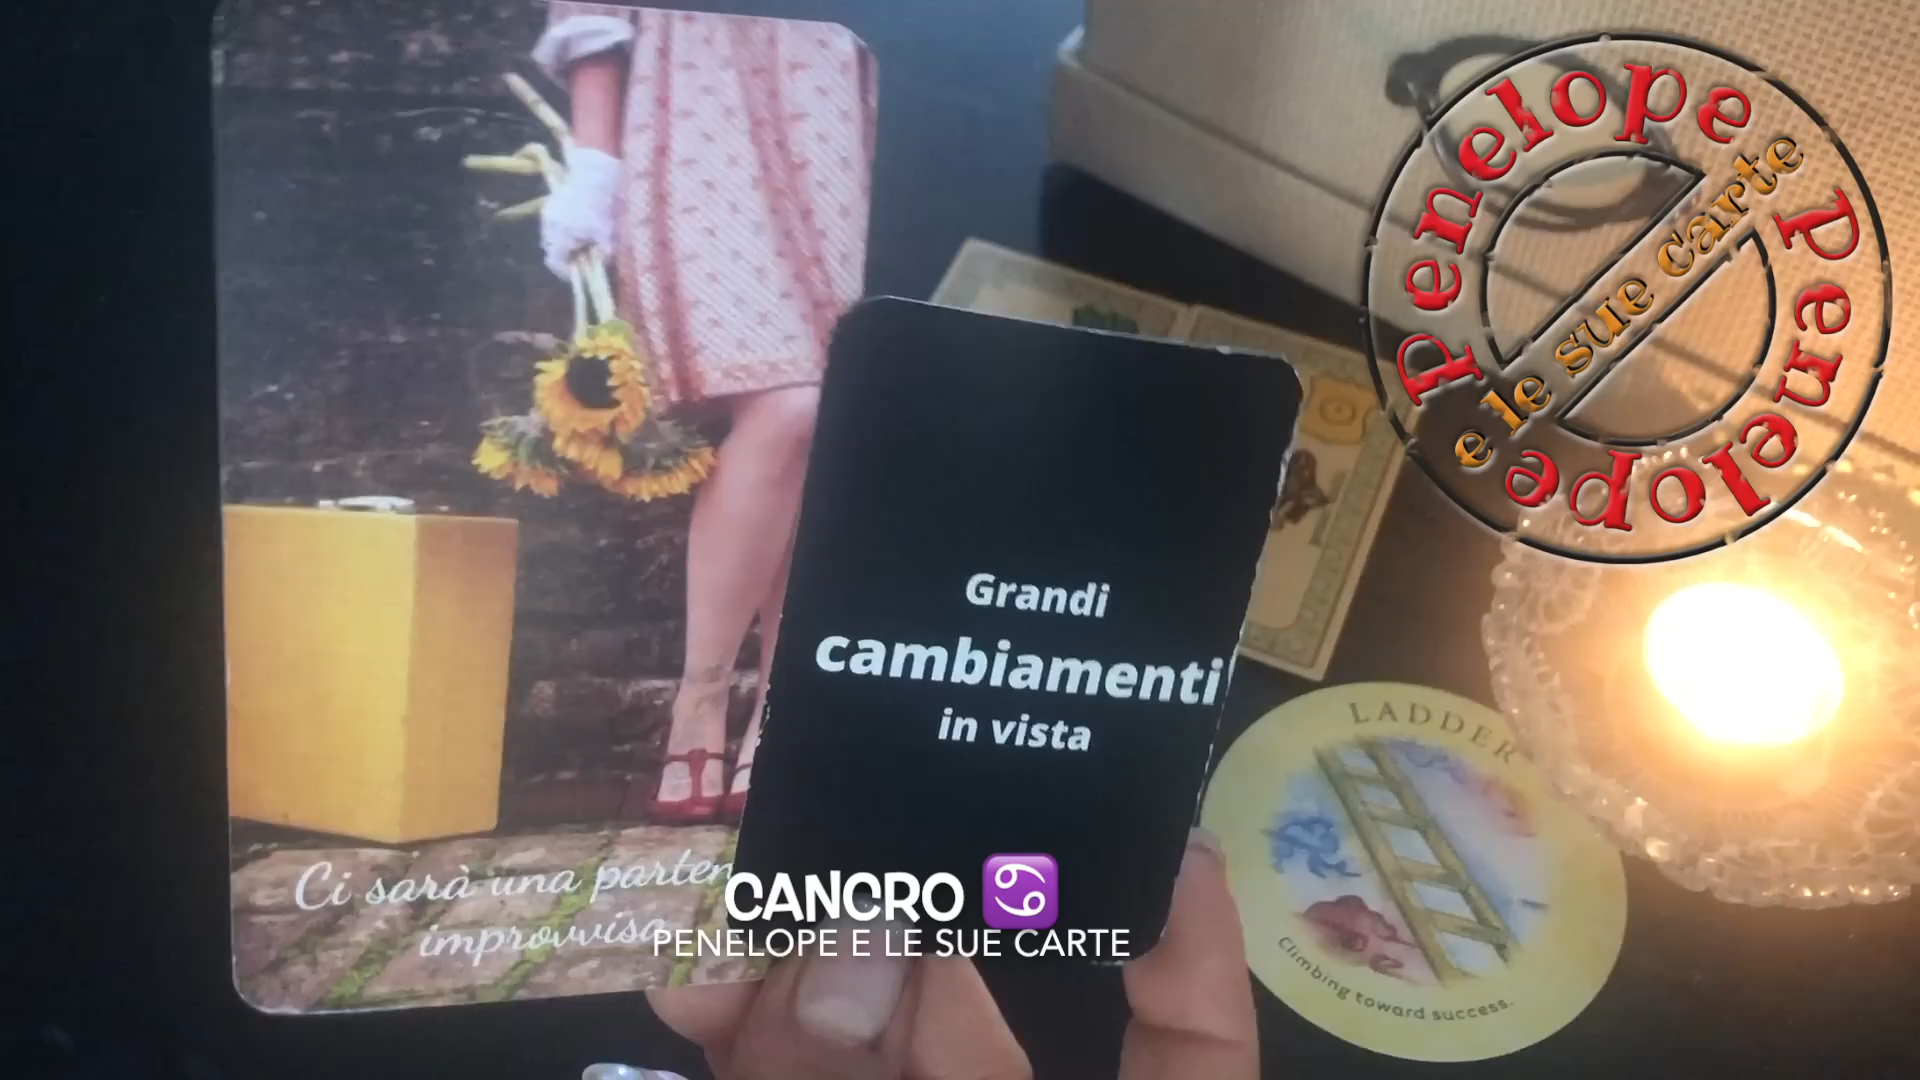 Penelope
e le sue carte
Penelope
Grandi
cambiamenti
in vista
LADDER
Climbing toward success.
Ci sarà una parten
improvvisa
CANCRO ♋
PENELOPE E LE SUE CARTE